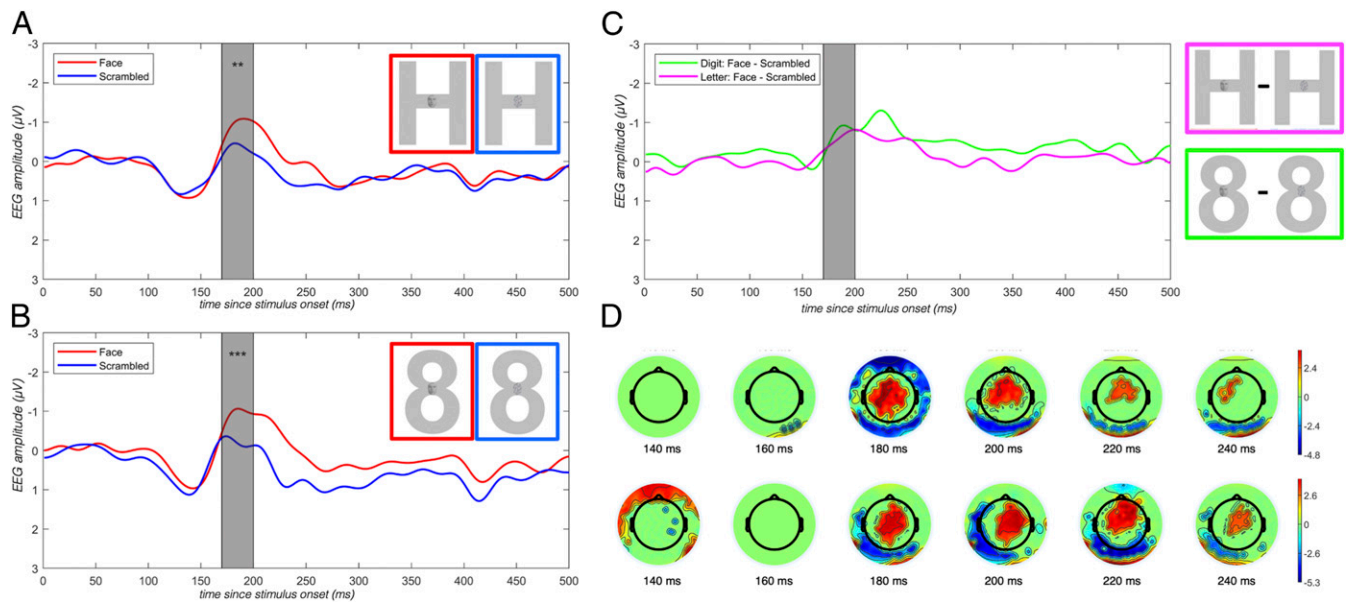 A
-3
-2
-1
0
1
2
3
EEG amplitude (µV)
Face
Scrambled
**
H H
0 50 100 150 200 250 300 350 400 450 500
time since stimulus onset (ms)
B
-3
-2
-1
0
1
2
3
EEG amplitude (µV)
Face
Scrambled
***
8 8
0 50 100 150 200 250 300 350 400 450 500
time since stimulus onset (ms)
C
-3
-2
-1
0
1
2
3
EEG amplitude (µV)
Digit: Face - Scrambled
Letter: Face - Scrambled
0 50 100 150 200 250 300 350 400 450 500
time since stimulus onset (ms)
H - H
8 - 8
D
140 ms 160 ms 180 ms 200 ms 220 ms 240 ms
2.4
0
-2.4
-4.8
140 ms 160 ms 180 ms 200 ms 220 ms 240 ms
2.6
0
-2.6
-5.3